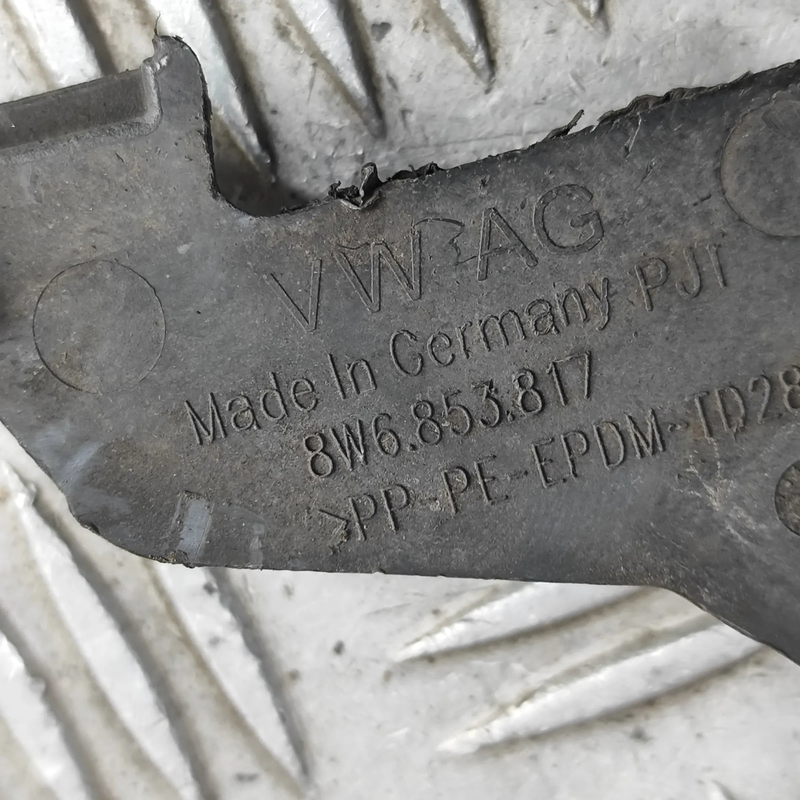 VW AG
Made In Germany PJI
8W6.853.817
>PP-PE-EPDM-TD28